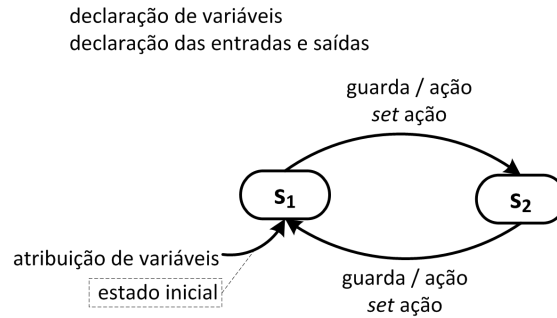 declaração de variáveis
declaração das entradas e saídas
guarda / ação
set ação
s1
s2
atribuição de variáveis
estado inicial
guarda / ação
set ação